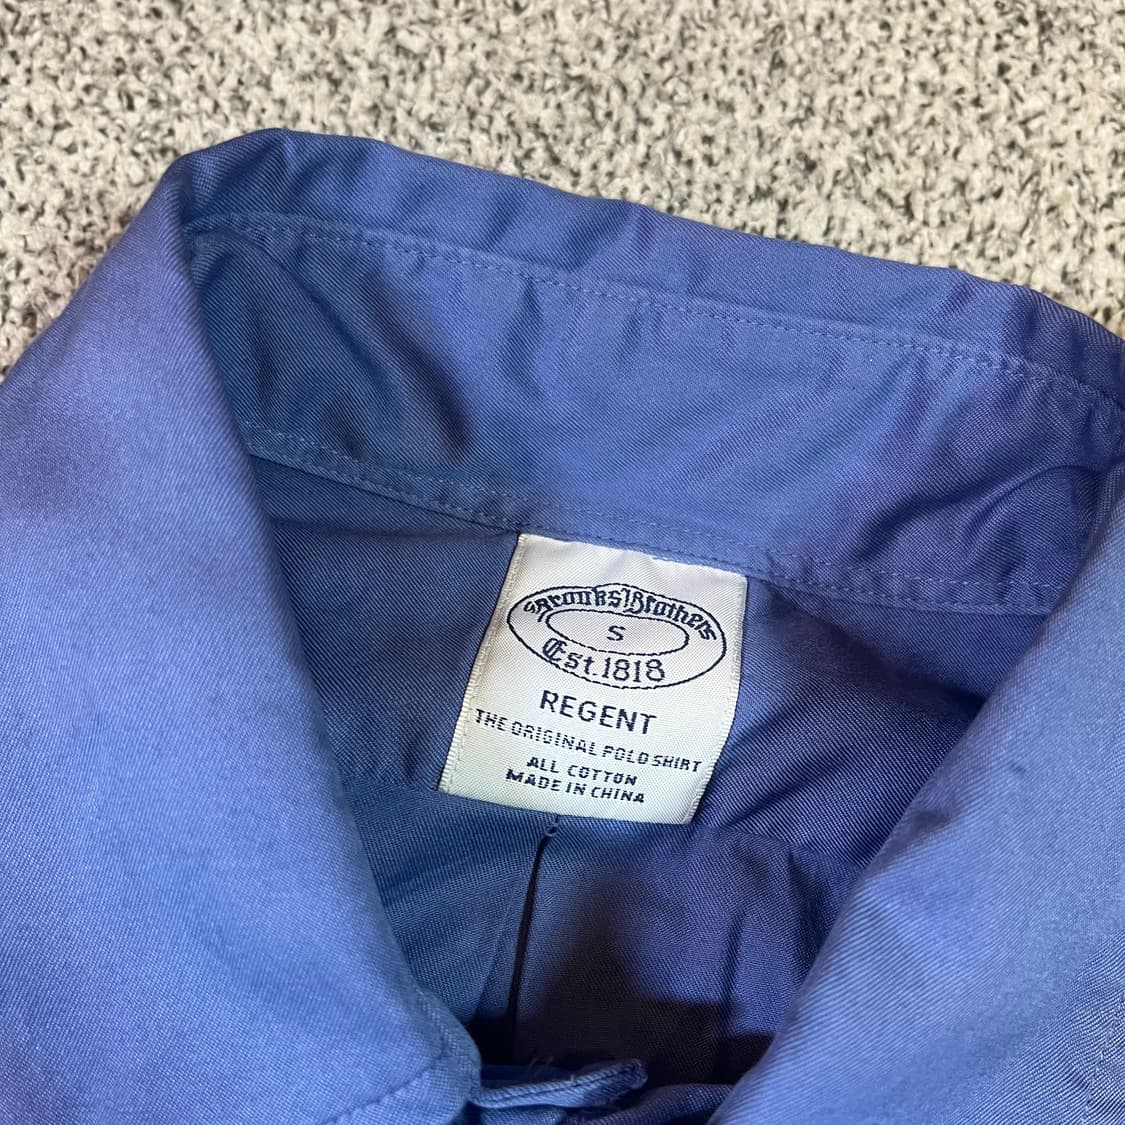 Brooks Brothers
S
Est. 1818
REGENT
THE ORIGINAL POLO SHIRT
ALL COTTON
MADE IN CHINA